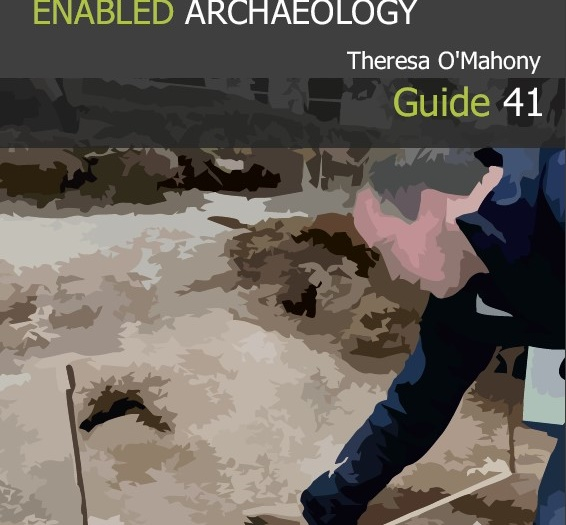 ENABLED ARCHAEOLOGY
Theresa O'Mahony
Guide 41